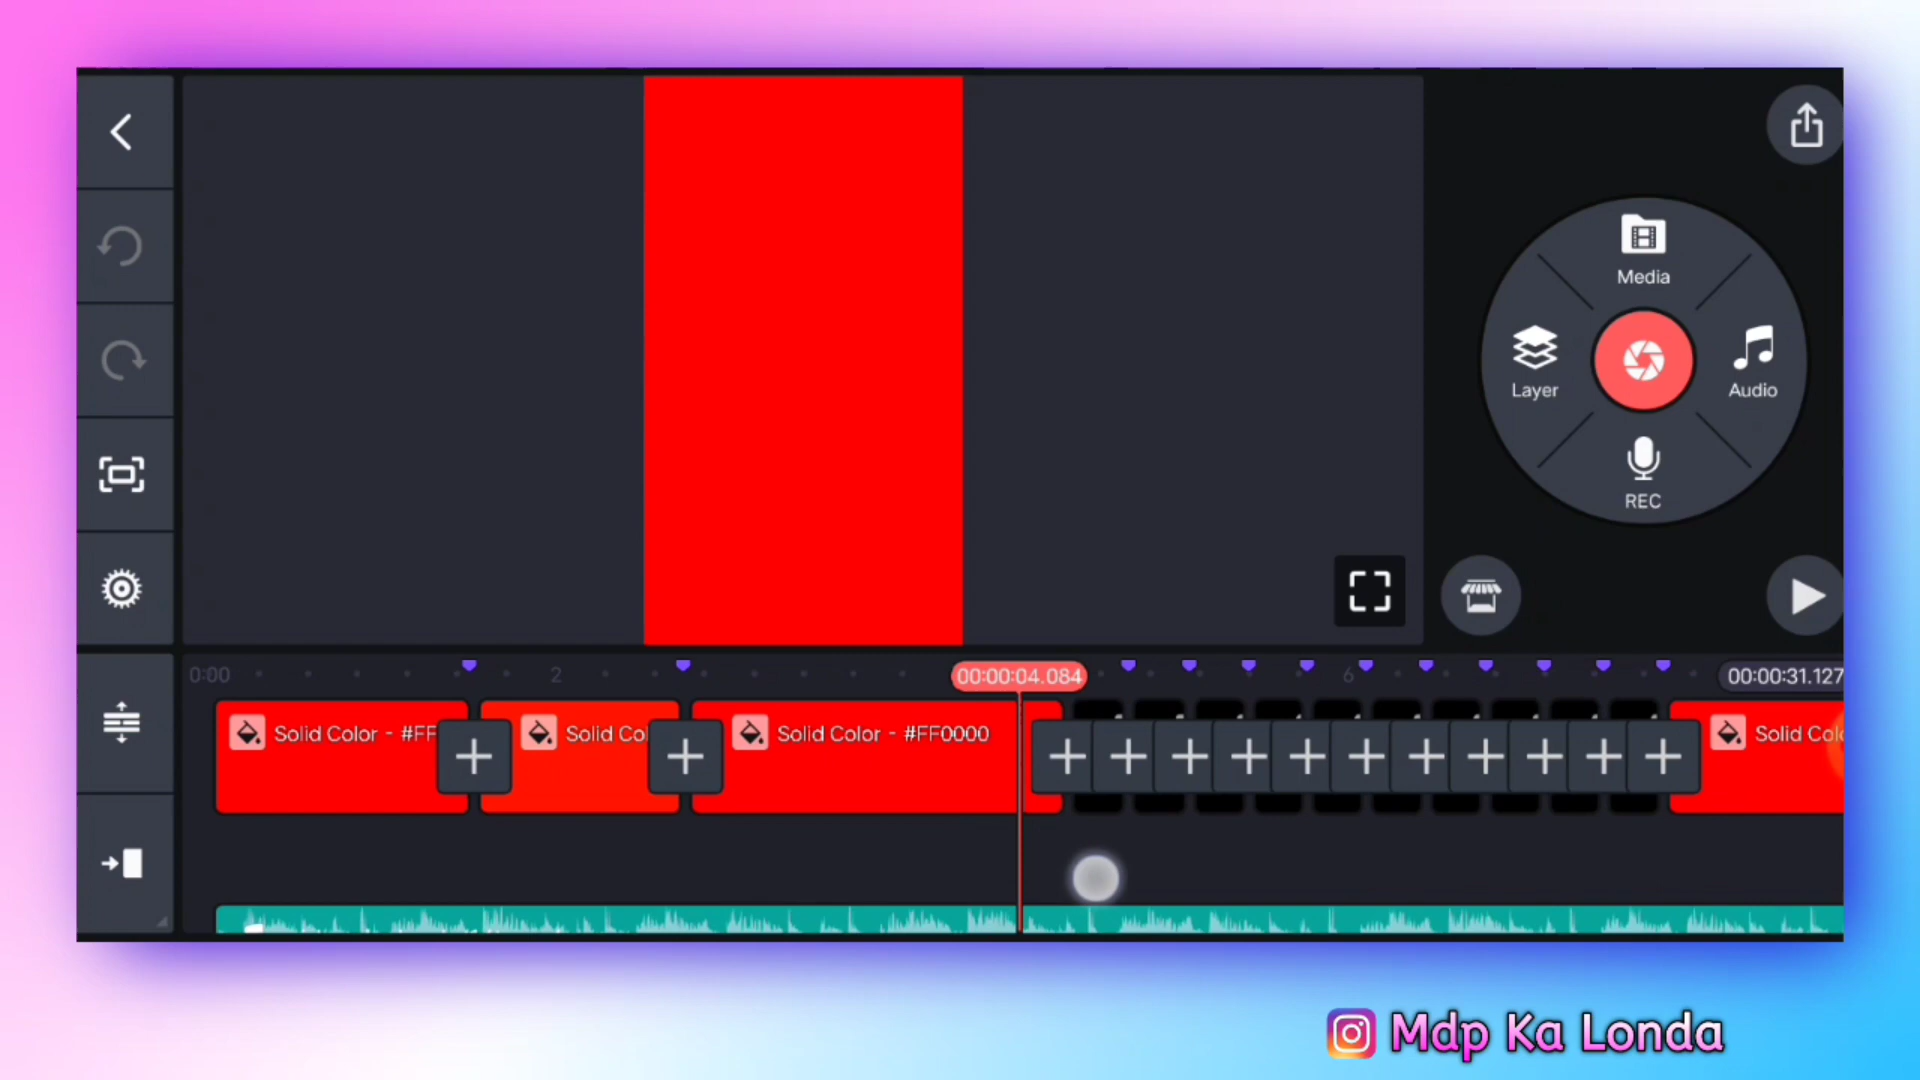 Media
Layer
Audio
REC
0:00
2
00:00:04.084
6
00:00:31.127
Solid Color - #FF
Solid Col
Solid Color - #FF0000
Solid Colo
Mdp Ka Londa